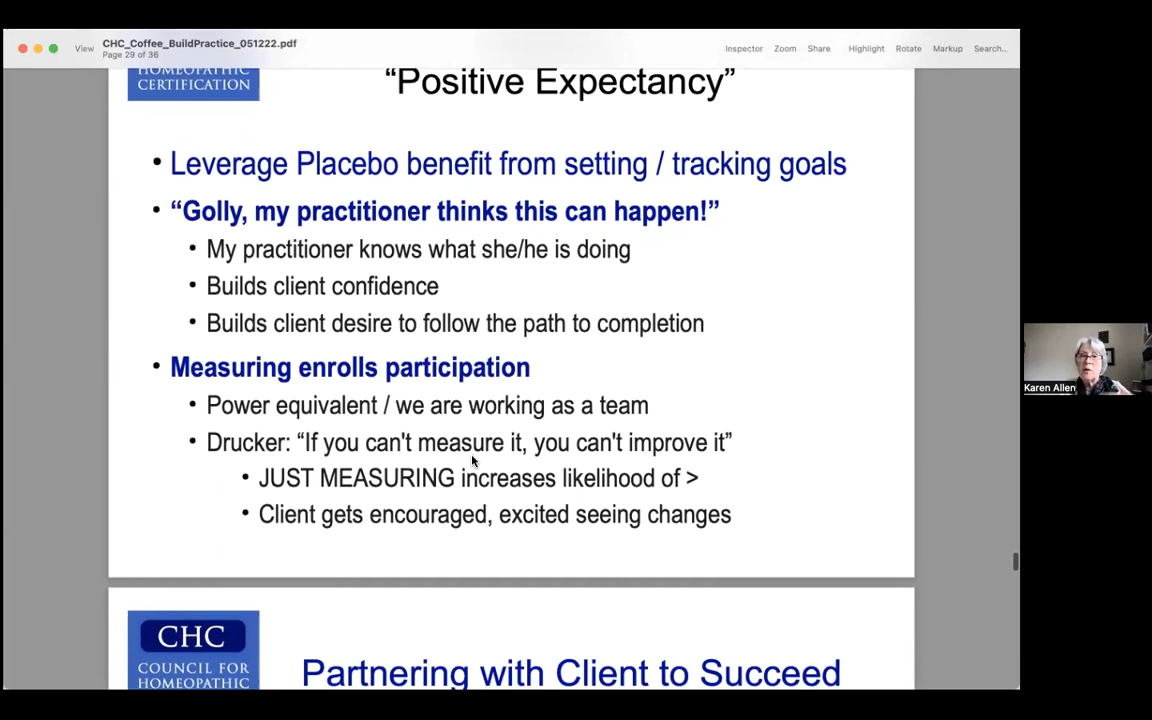 View
CHC_Coffee_BuildPractice_051222.pdf
Page 29 of 36
Inspector
Zoom
Share
Highlight
Rotate
Markup
Search...
HOMEOPATHIC
CERTIFICATION
“Positive Expectancy”
• Leverage Placebo benefit from setting / tracking goals
• “Golly, my practitioner thinks this can happen!”
• My practitioner knows what she/he is doing
• Builds client confidence
• Builds client desire to follow the path to completion
• Measuring enrolls participation
• Power equivalent / we are working as a team
• Drucker: “If you can't measure it, you can't improve it”
• JUST MEASURING increases likelihood of >
• Client gets encouraged, excited seeing changes
Karen Allen
CHC
COUNCIL FOR
HOMEOPATHIC
Partnering with Client to Succeed